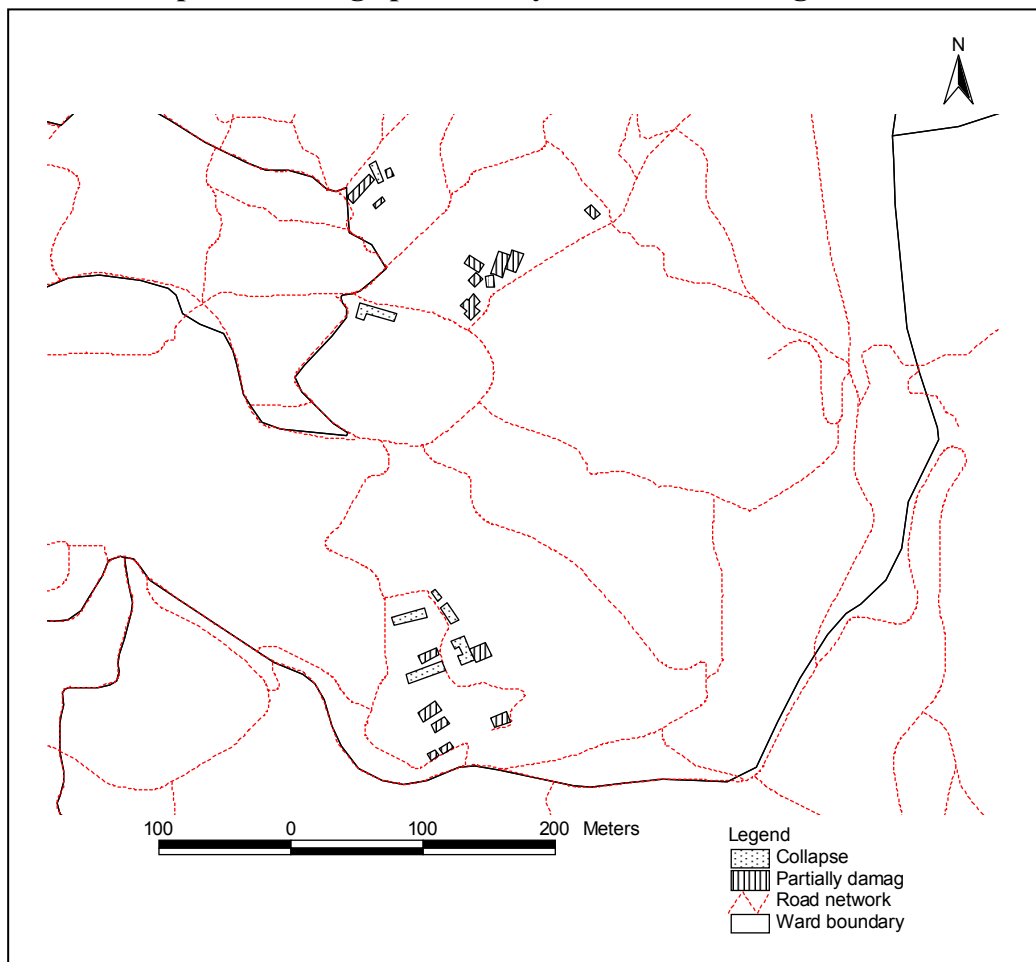 N
100 0 100 200 Meters
Legend
Collapse
Partially damag
Road network
Ward boundary